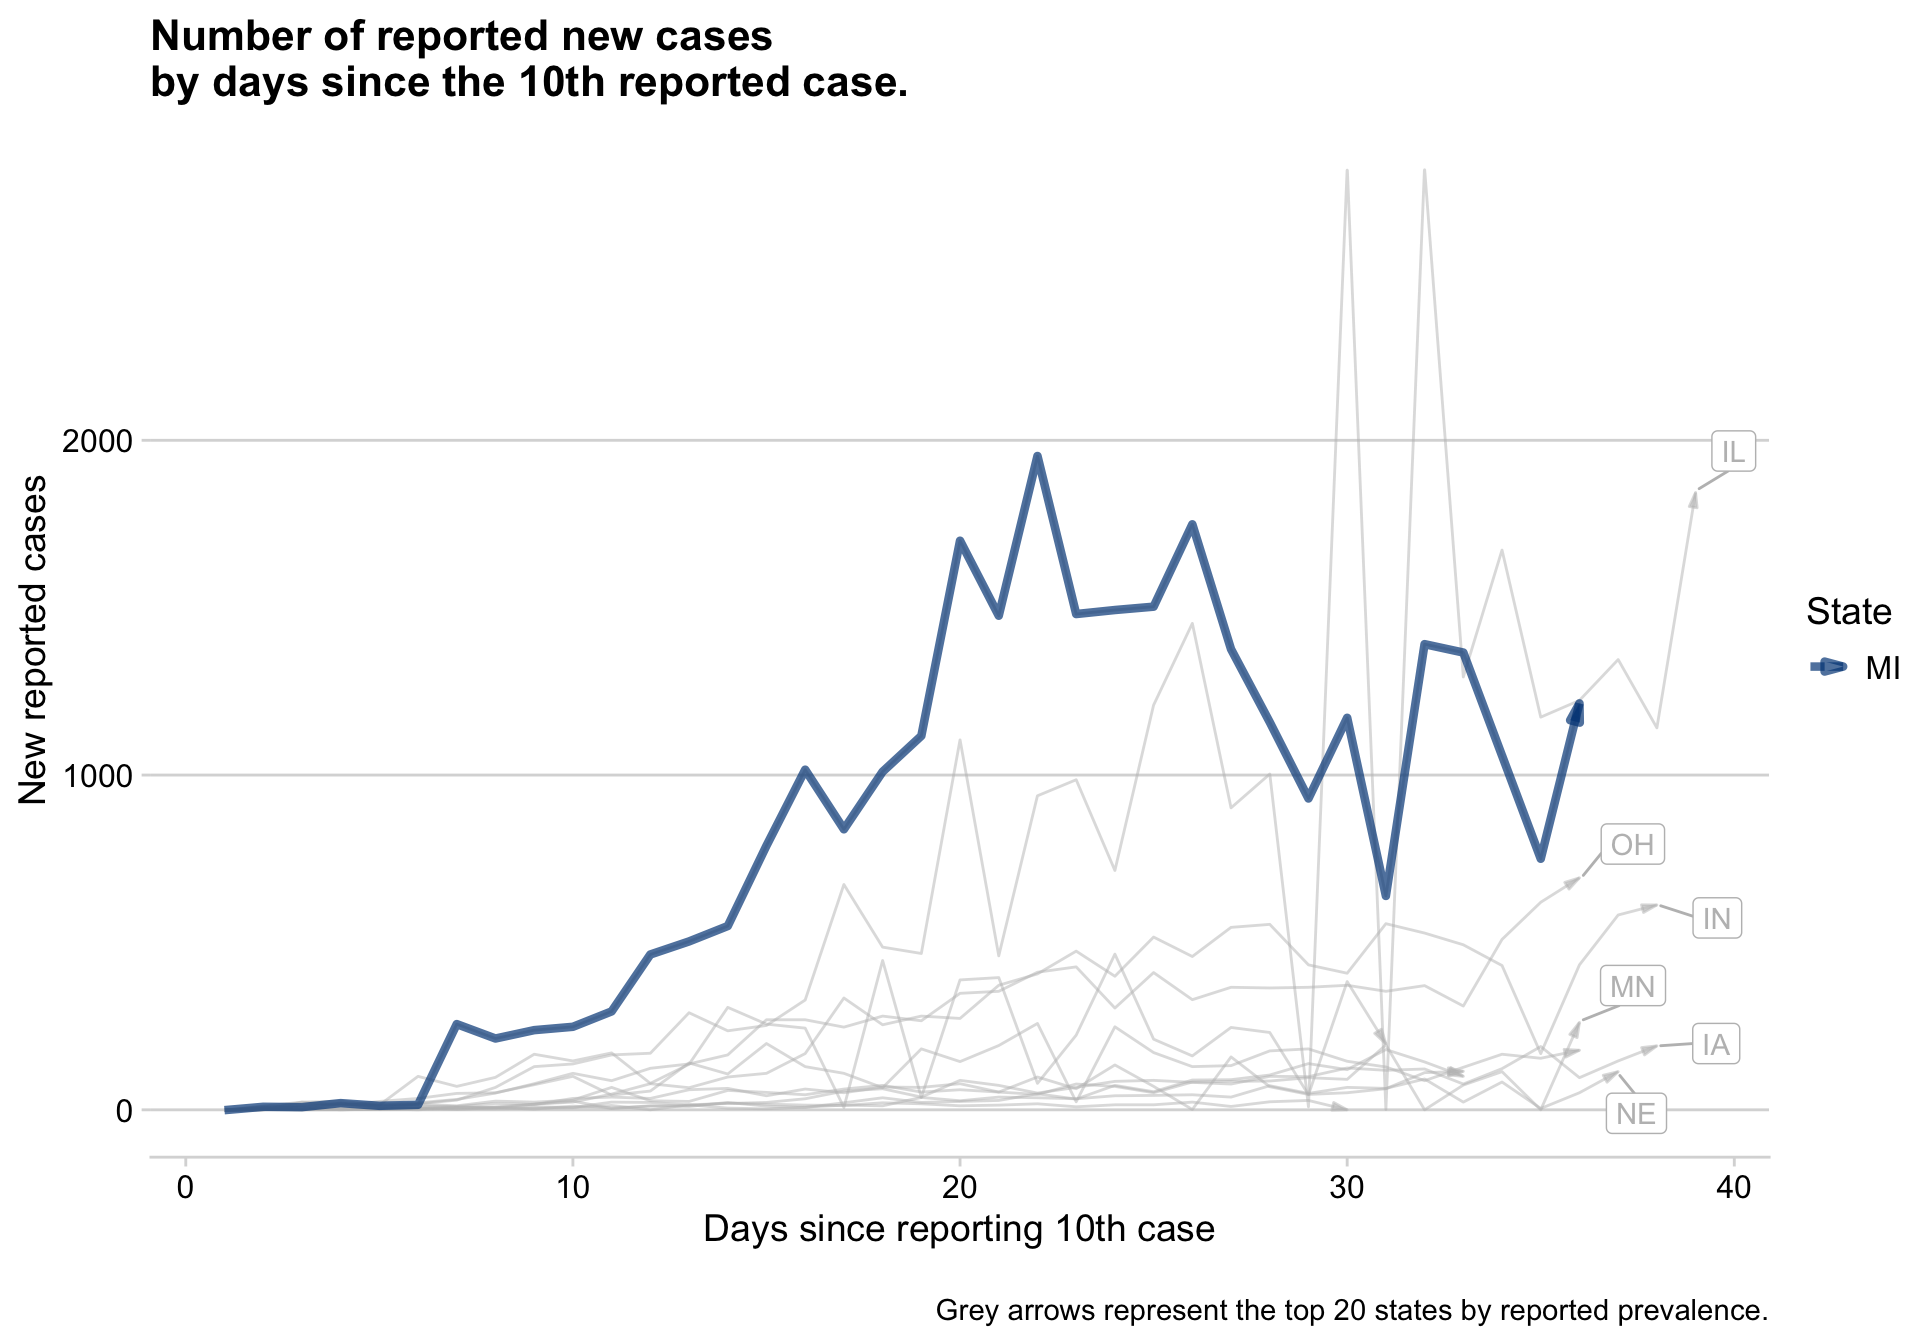 Number of reported new cases
by days since the 10th reported case.
New reported cases
2000
1000
0
IL
OH
IN
MN
IA
NE
State
MI
0
10
20
30
40
Days since reporting 10th case
Grey arrows represent the top 20 states by reported prevalence.